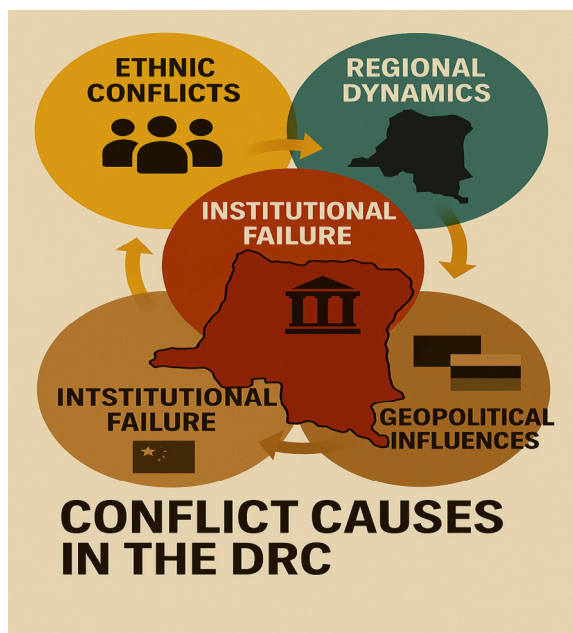 ETHNIC
CONFLICTS
REGIONAL
DYNAMICS
INSTITUTIONAL
FAILURE
INTSTITUTIONAL
FAILURE
GEOPOLITICAL
INFLUENCES
CONFLICT CAUSES
IN THE DRC